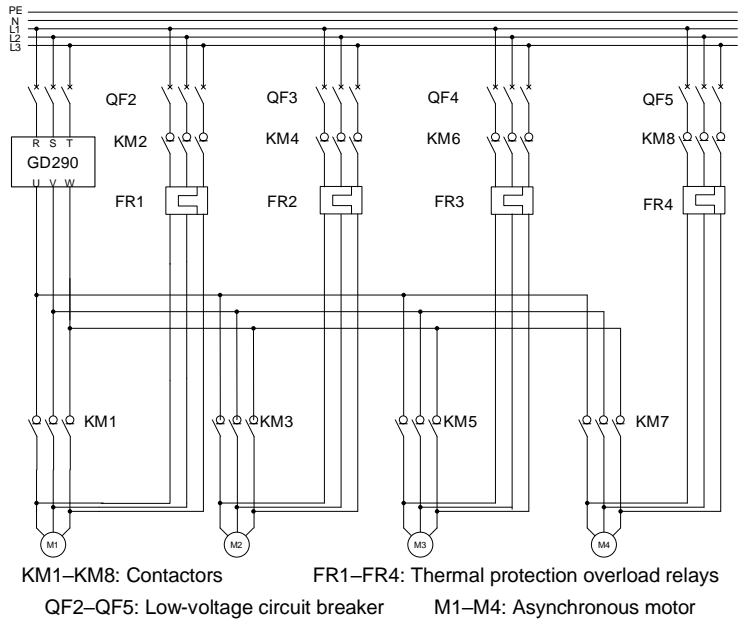 PE
N
L1
L2
L3
QF2
QF3
QF4
QF5
R S T
GD290
U V W
KM2
KM4
KM6
KM8
FR1
FR2
FR3
FR4
KM1
KM3
KM5
KM7
M1
M2
M3
M4
KM1–KM8: Contactors
FR1–FR4: Thermal protection overload relays
QF2–QF5: Low-voltage circuit breaker
M1–M4: Asynchronous motor